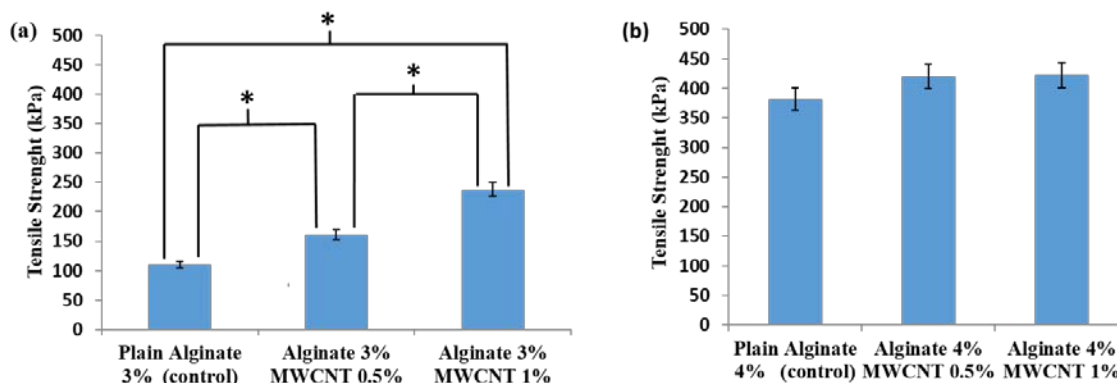 (a)
*
*
*
Tensile Strenght (kPa)
500
450
400
350
300
250
200
150
100
50
0
Plain Alginate
3% (control)
Alginate 3%
MWCNT 0.5%
Alginate 3%
MWCNT 1%
(b)
Tensile Strenght (kPa)
500
450
400
350
300
250
200
150
100
50
0
Plain Alginate
4% (control)
Alginate 4%
MWCNT 0.5%
Alginate 4%
MWCNT 1%